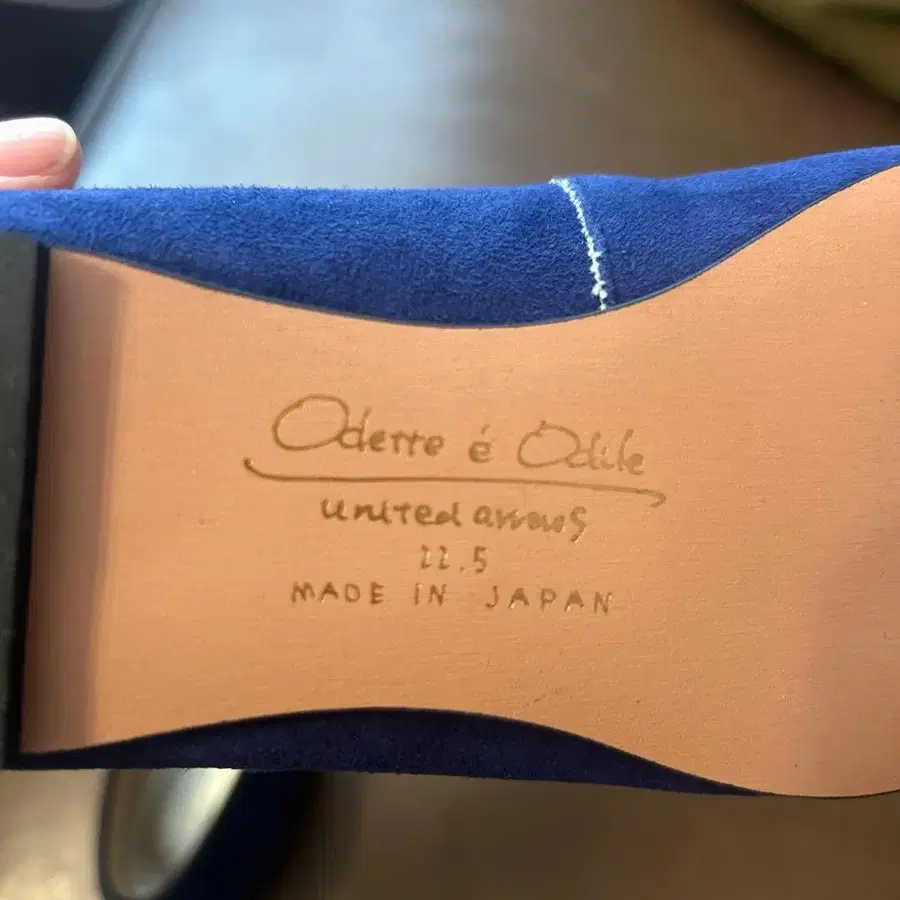 Odette é Odile
united arrows
22.5
MADE IN JAPAN